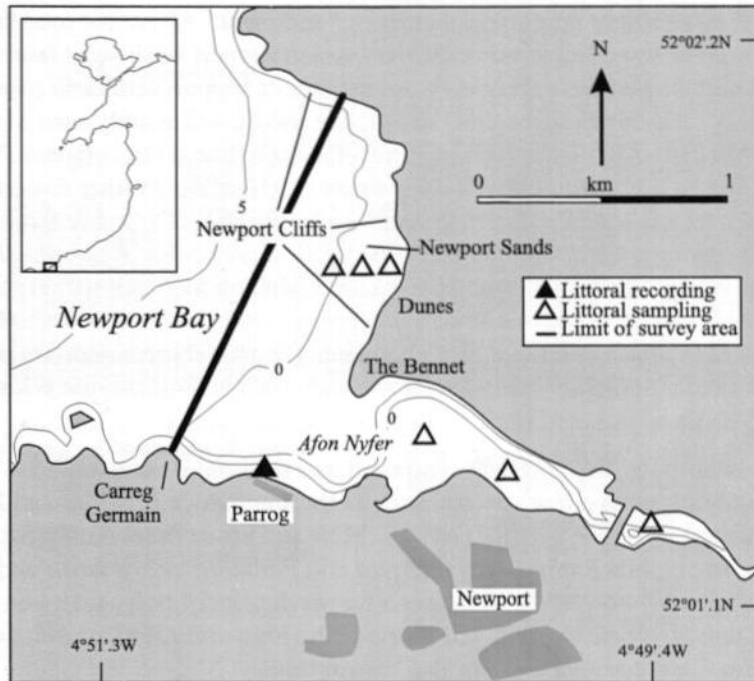 52°02'.2N
N
0
km
1
5
Newport Cliffs
Newport Sands
Littoral recording
Littoral sampling
Limit of survey area
Dunes
Newport Bay
The Bennet
0
0
Afon Nyfer
Carreg
Germain
Parrog
Newport
52°01'.1N
4°51'.3W
4°49'.4W